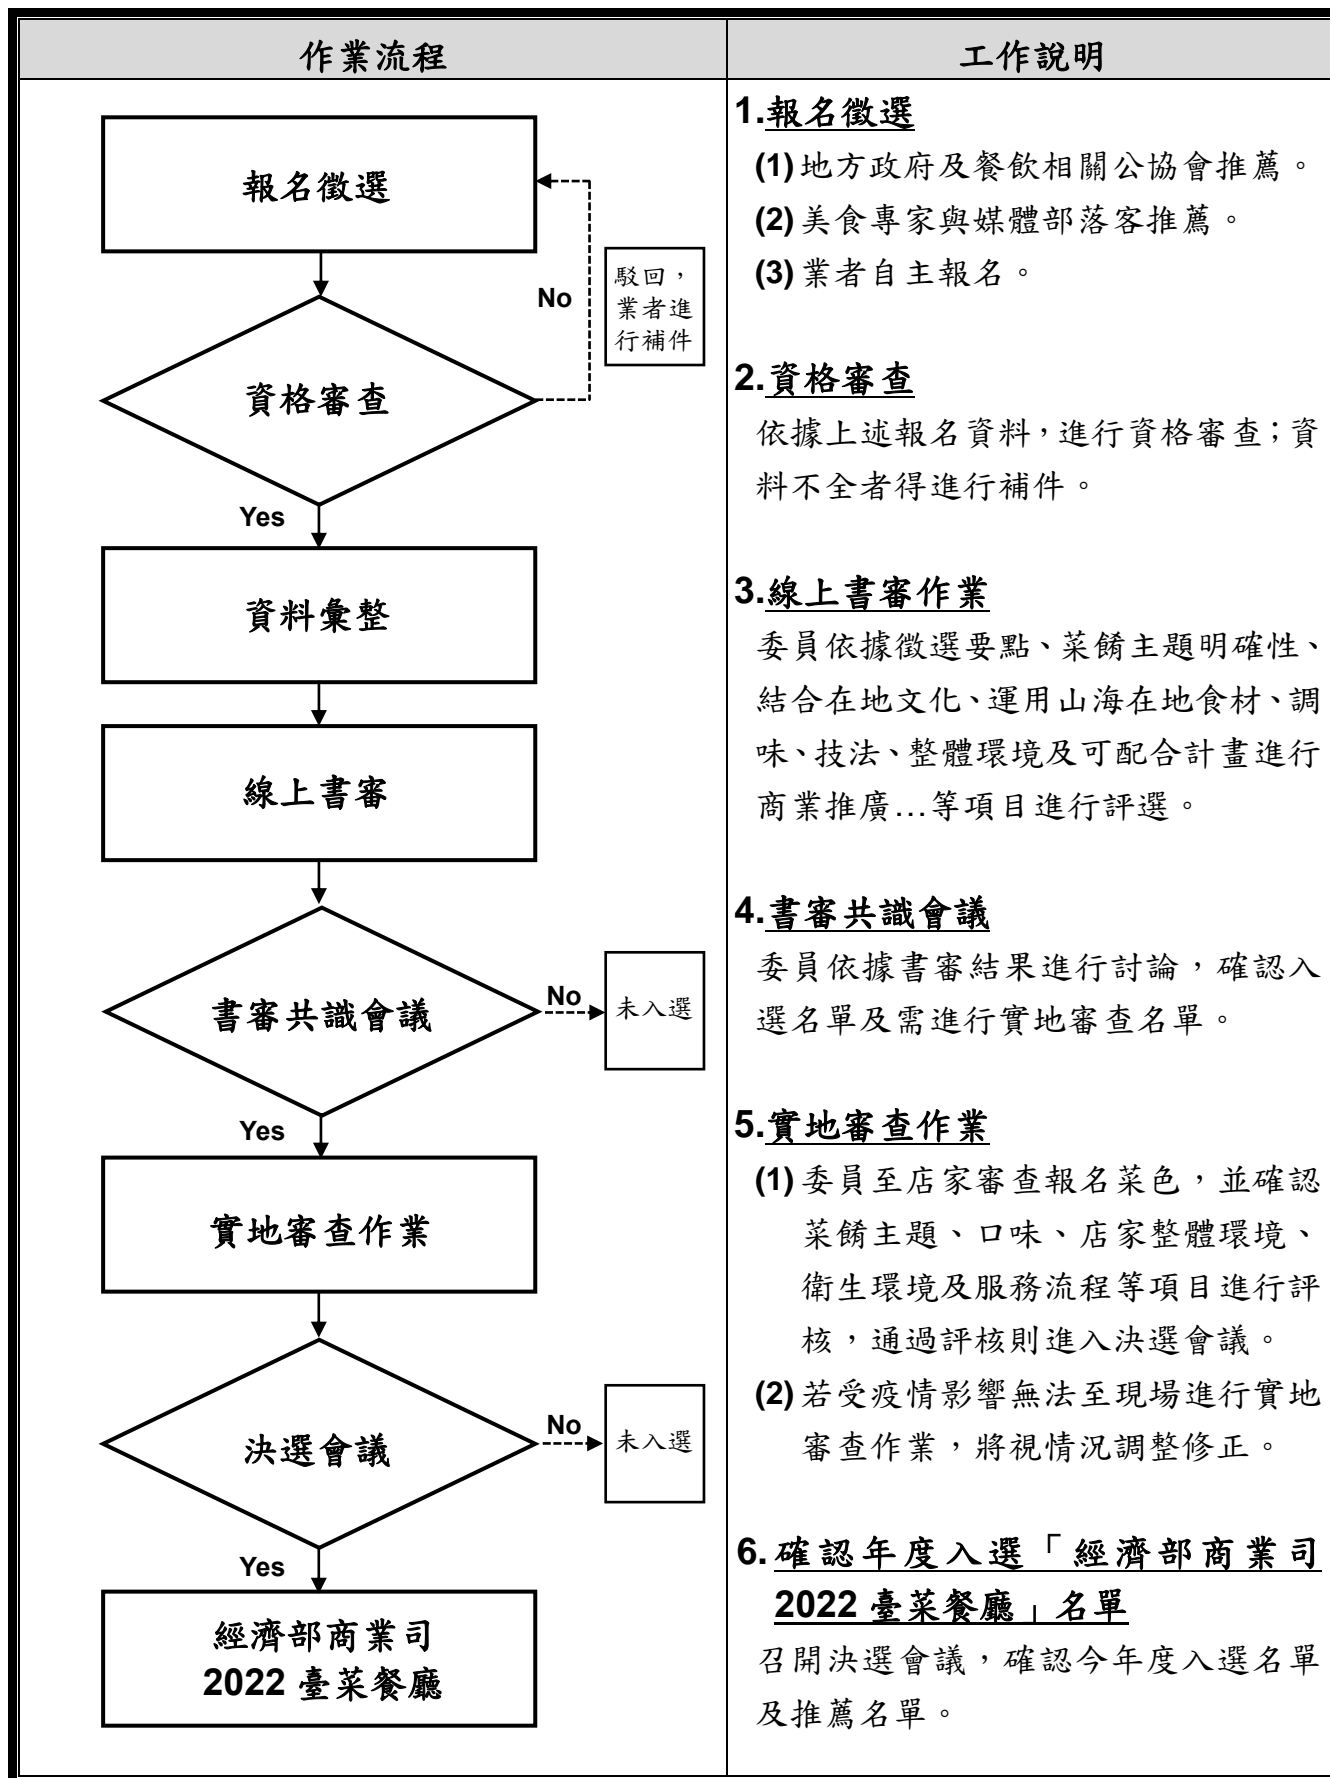 作業流程
工作說明
報名徵選
No
駁回，
業者進
行補件
資格審查
Yes
資料彙整
線上書審
書審共識會議
No
未入選
Yes
實地審查作業
決選會議
No
未入選
Yes
經濟部商業司
2022 臺菜餐廳
1.報名徵選
(1)地方政府及餐飲相關公協會推薦。
(2)美食專家與媒體部落客推薦。
(3)業者自主報名。
2.資格審查
依據上述報名資料，進行資格審查；資
料不全者得進行補件。
3.線上書審作業
委員依據徵選要點、菜餚主題明確性、
結合在地文化、運用山海在地食材、調
味、技法、整體環境及可配合計畫進行
商業推廣…等項目進行評選。
4.書審共識會議
委員依據書審結果進行討論，確認入
選名單及需進行實地審查名單。
5.實地審查作業
(1)委員至店家審查報名菜色，並確認
菜餚主題、口味、店家整體環境、
衛生環境及服務流程等項目進行評
核，通過評核則進入決選會議。
(2)若受疫情影響無法至現場進行實地
審查作業，將視情況調整修正。
6.確認年度入選「經濟部商業司
2022 臺菜餐廳」名單
召開決選會議，確認今年度入選名單
及推薦名單。